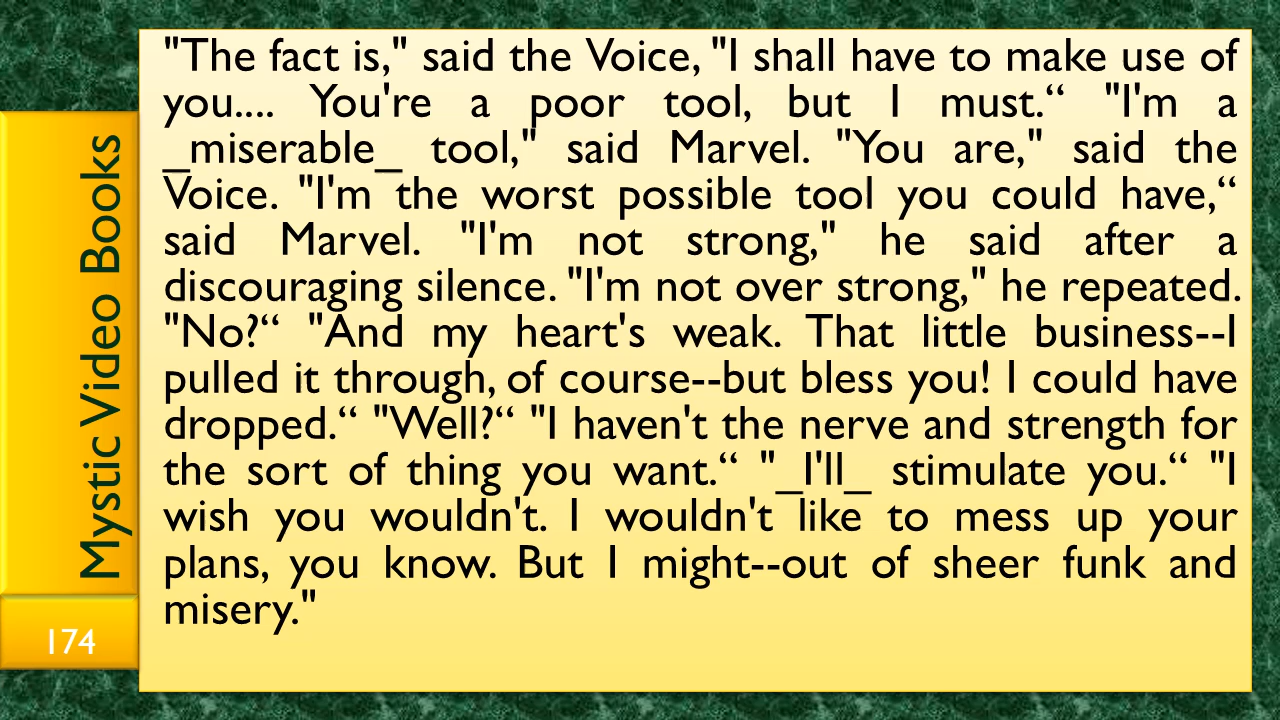 "The fact is," said the Voice, "I shall have to make use of
you.... You're a poor tool, but I must.“ "I'm a
_miserable_ tool," said Marvel. "You are," said the
Voice. "I'm the worst possible tool you could have,“
said Marvel. "I'm not strong," he said after a
discouraging silence. "I'm not over strong," he repeated.
"No?“ "And my heart's weak. That little business--I
pulled it through, of course--but bless you! I could have
dropped.“ "Well?“ "I haven't the nerve and strength for
the sort of thing you want.“ "_I'll_ stimulate you.“ "I
wish you wouldn't. I wouldn't like to mess up your
plans, you know. But I might--out of sheer funk and
misery."
Mystic Video Books
174